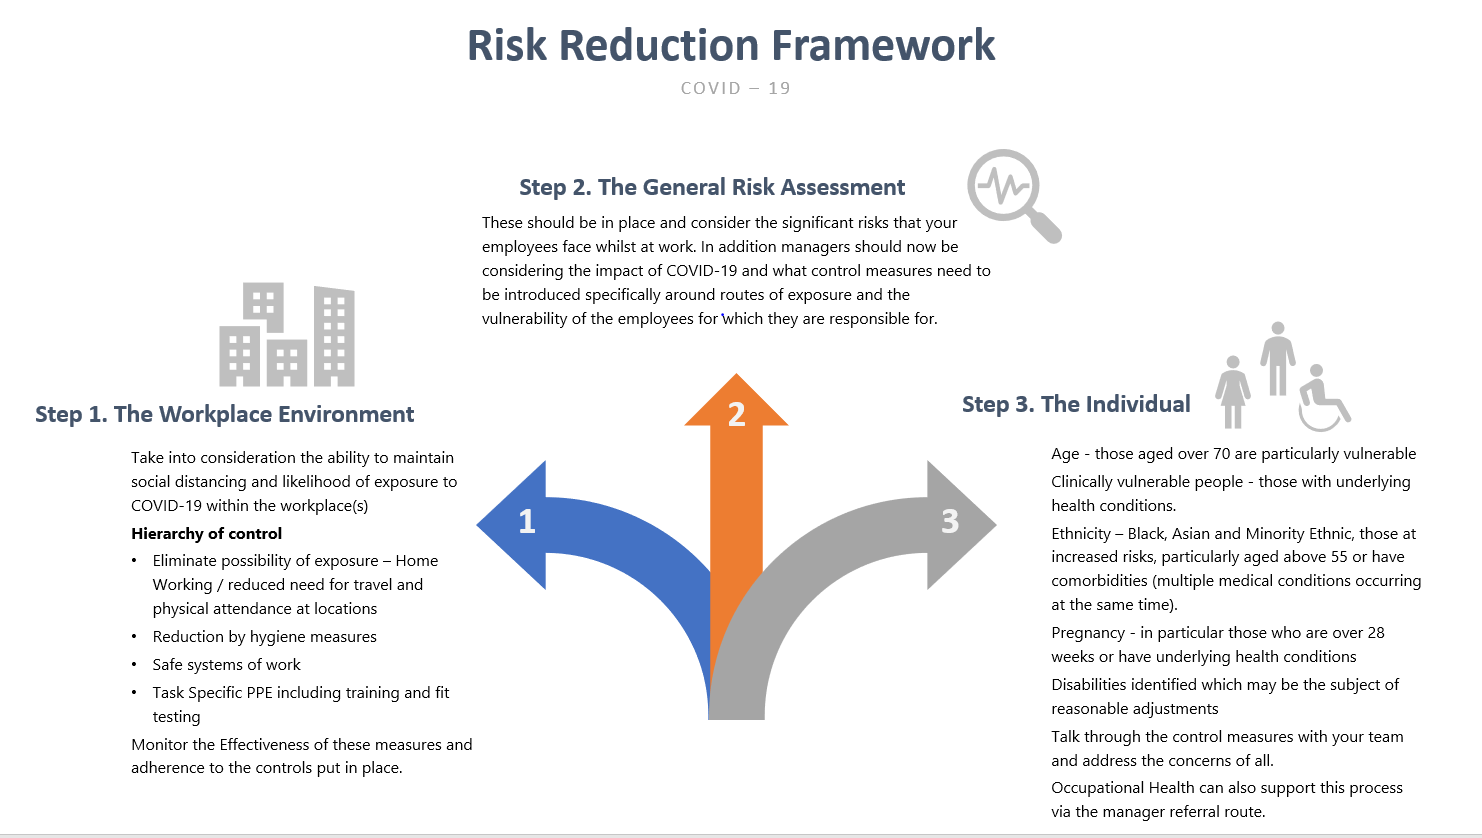 Risk Reduction Framework
COVID – 19
Step 2. The General Risk Assessment
These should be in place and consider the significant risks that your
employees face whilst at work. In addition managers should now be
considering the impact of COVID-19 and what control measures need to
be introduced specifically around routes of exposure and the
vulnerability of the employees for which they are responsible for.
Step 1. The Workplace Environment
Take into consideration the ability to maintain
social distancing and likelihood of exposure to
COVID-19 within the workplace(s)
Hierarchy of control
• Eliminate possibility of exposure – Home
Working / reduced need for travel and
physical attendance at locations
• Reduction by hygiene measures
• Safe systems of work
• Task Specific PPE including training and fit
testing
Monitor the Effectiveness of these measures and
adherence to the controls put in place.
1
2
3
Step 3. The Individual
Age - those aged over 70 are particularly vulnerable
Clinically vulnerable people - those with underlying
health conditions.
Ethnicity – Black, Asian and Minority Ethnic, those at
increased risks, particularly aged above 55 or have
comorbidities (multiple medical conditions occurring
at the same time).
Pregnancy - in particular those who are over 28
weeks or have underlying health conditions
Disabilities identified which may be the subject of
reasonable adjustments
Talk through the control measures with your team
and address the concerns of all.
Occupational Health can also support this process
via the manager referral route.